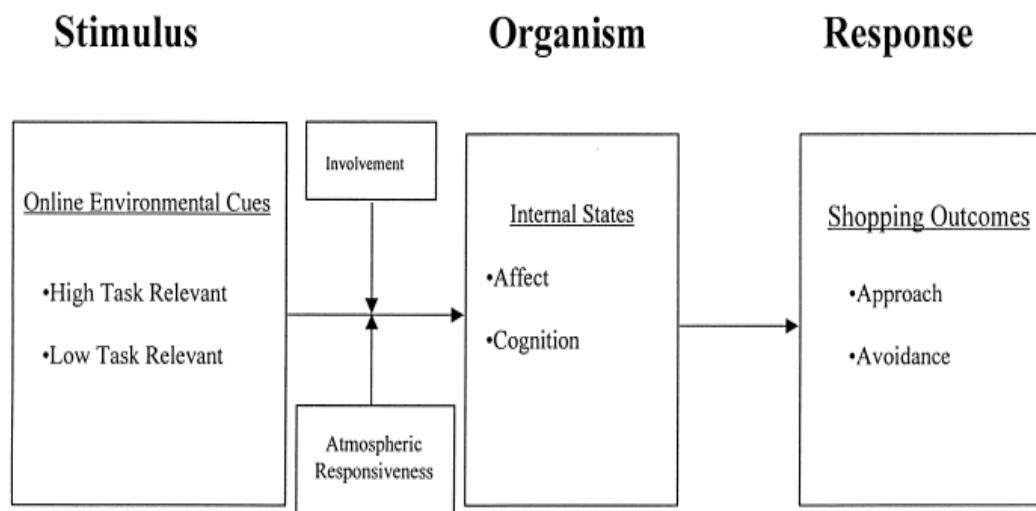 Stimulus
Organism
Response
Online Environmental Cues
•High Task Relevant
•Low Task Relevant
Involvement
Atmospheric
Responsiveness
Internal States
•Affect
•Cognition
Shopping Outcomes
•Approach
•Avoidance